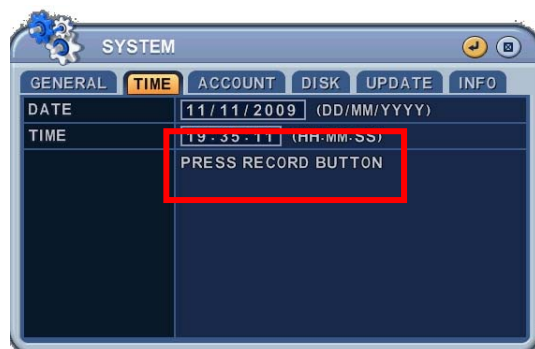 SYSTEM
GENERAL TIME ACCOUNT DISK UPDATE INFO
DATE 11/11/2009 (DD/MM/YYYY)
TIME 19:35:11 (HH:MM:SS)
PRESS RECORD BUTTON